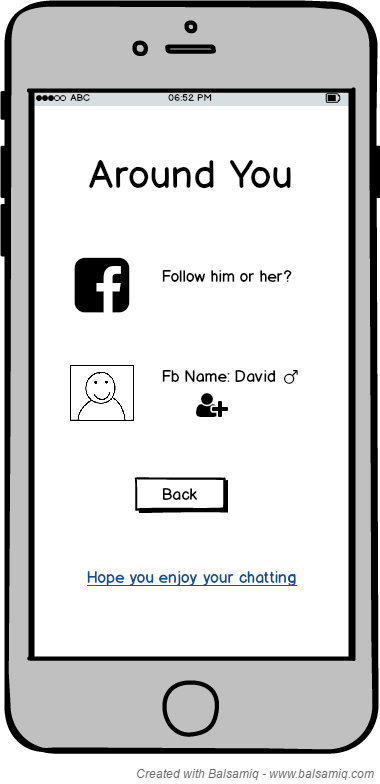 ABC 06:52 PM
Around You
Follow him or her?
Fb Name: David ♂
Back
Hope you enjoy your chatting
Created with Balsamiq - www.balsamiq.com